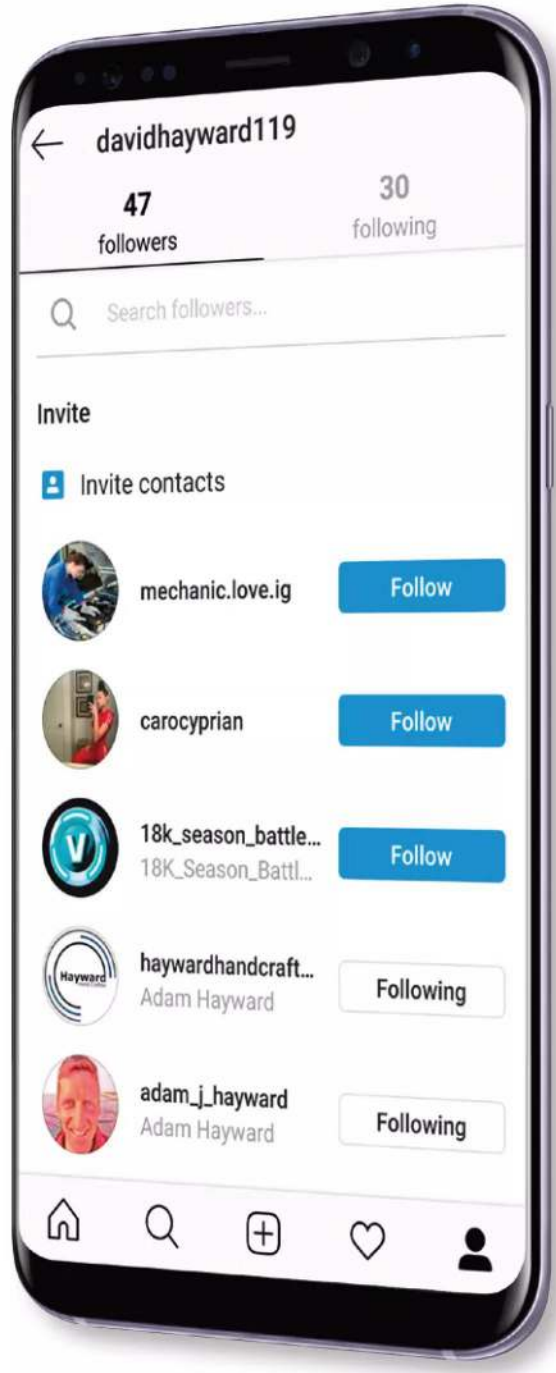 davidhayward119
47 30
followers following
Search followers...
Invite
Invite contacts
mechanic.love.ig Follow
carocyprian Follow
V
18k_season_battle...
18K_Season_Battl... Follow
Hayward
haywardhandcraft...
Adam Hayward Following
adam_j_hayward
Adam Hayward Following